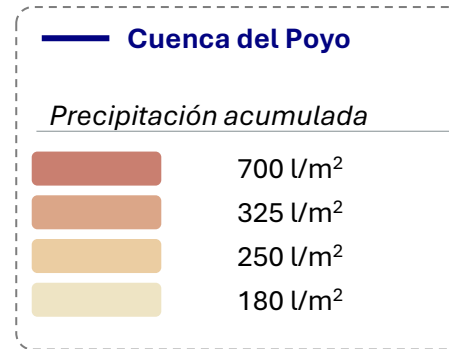 Cuenca del Poyo
Precipitación acumulada
700 l/m²
325 l/m²
250 l/m²
180 l/m²